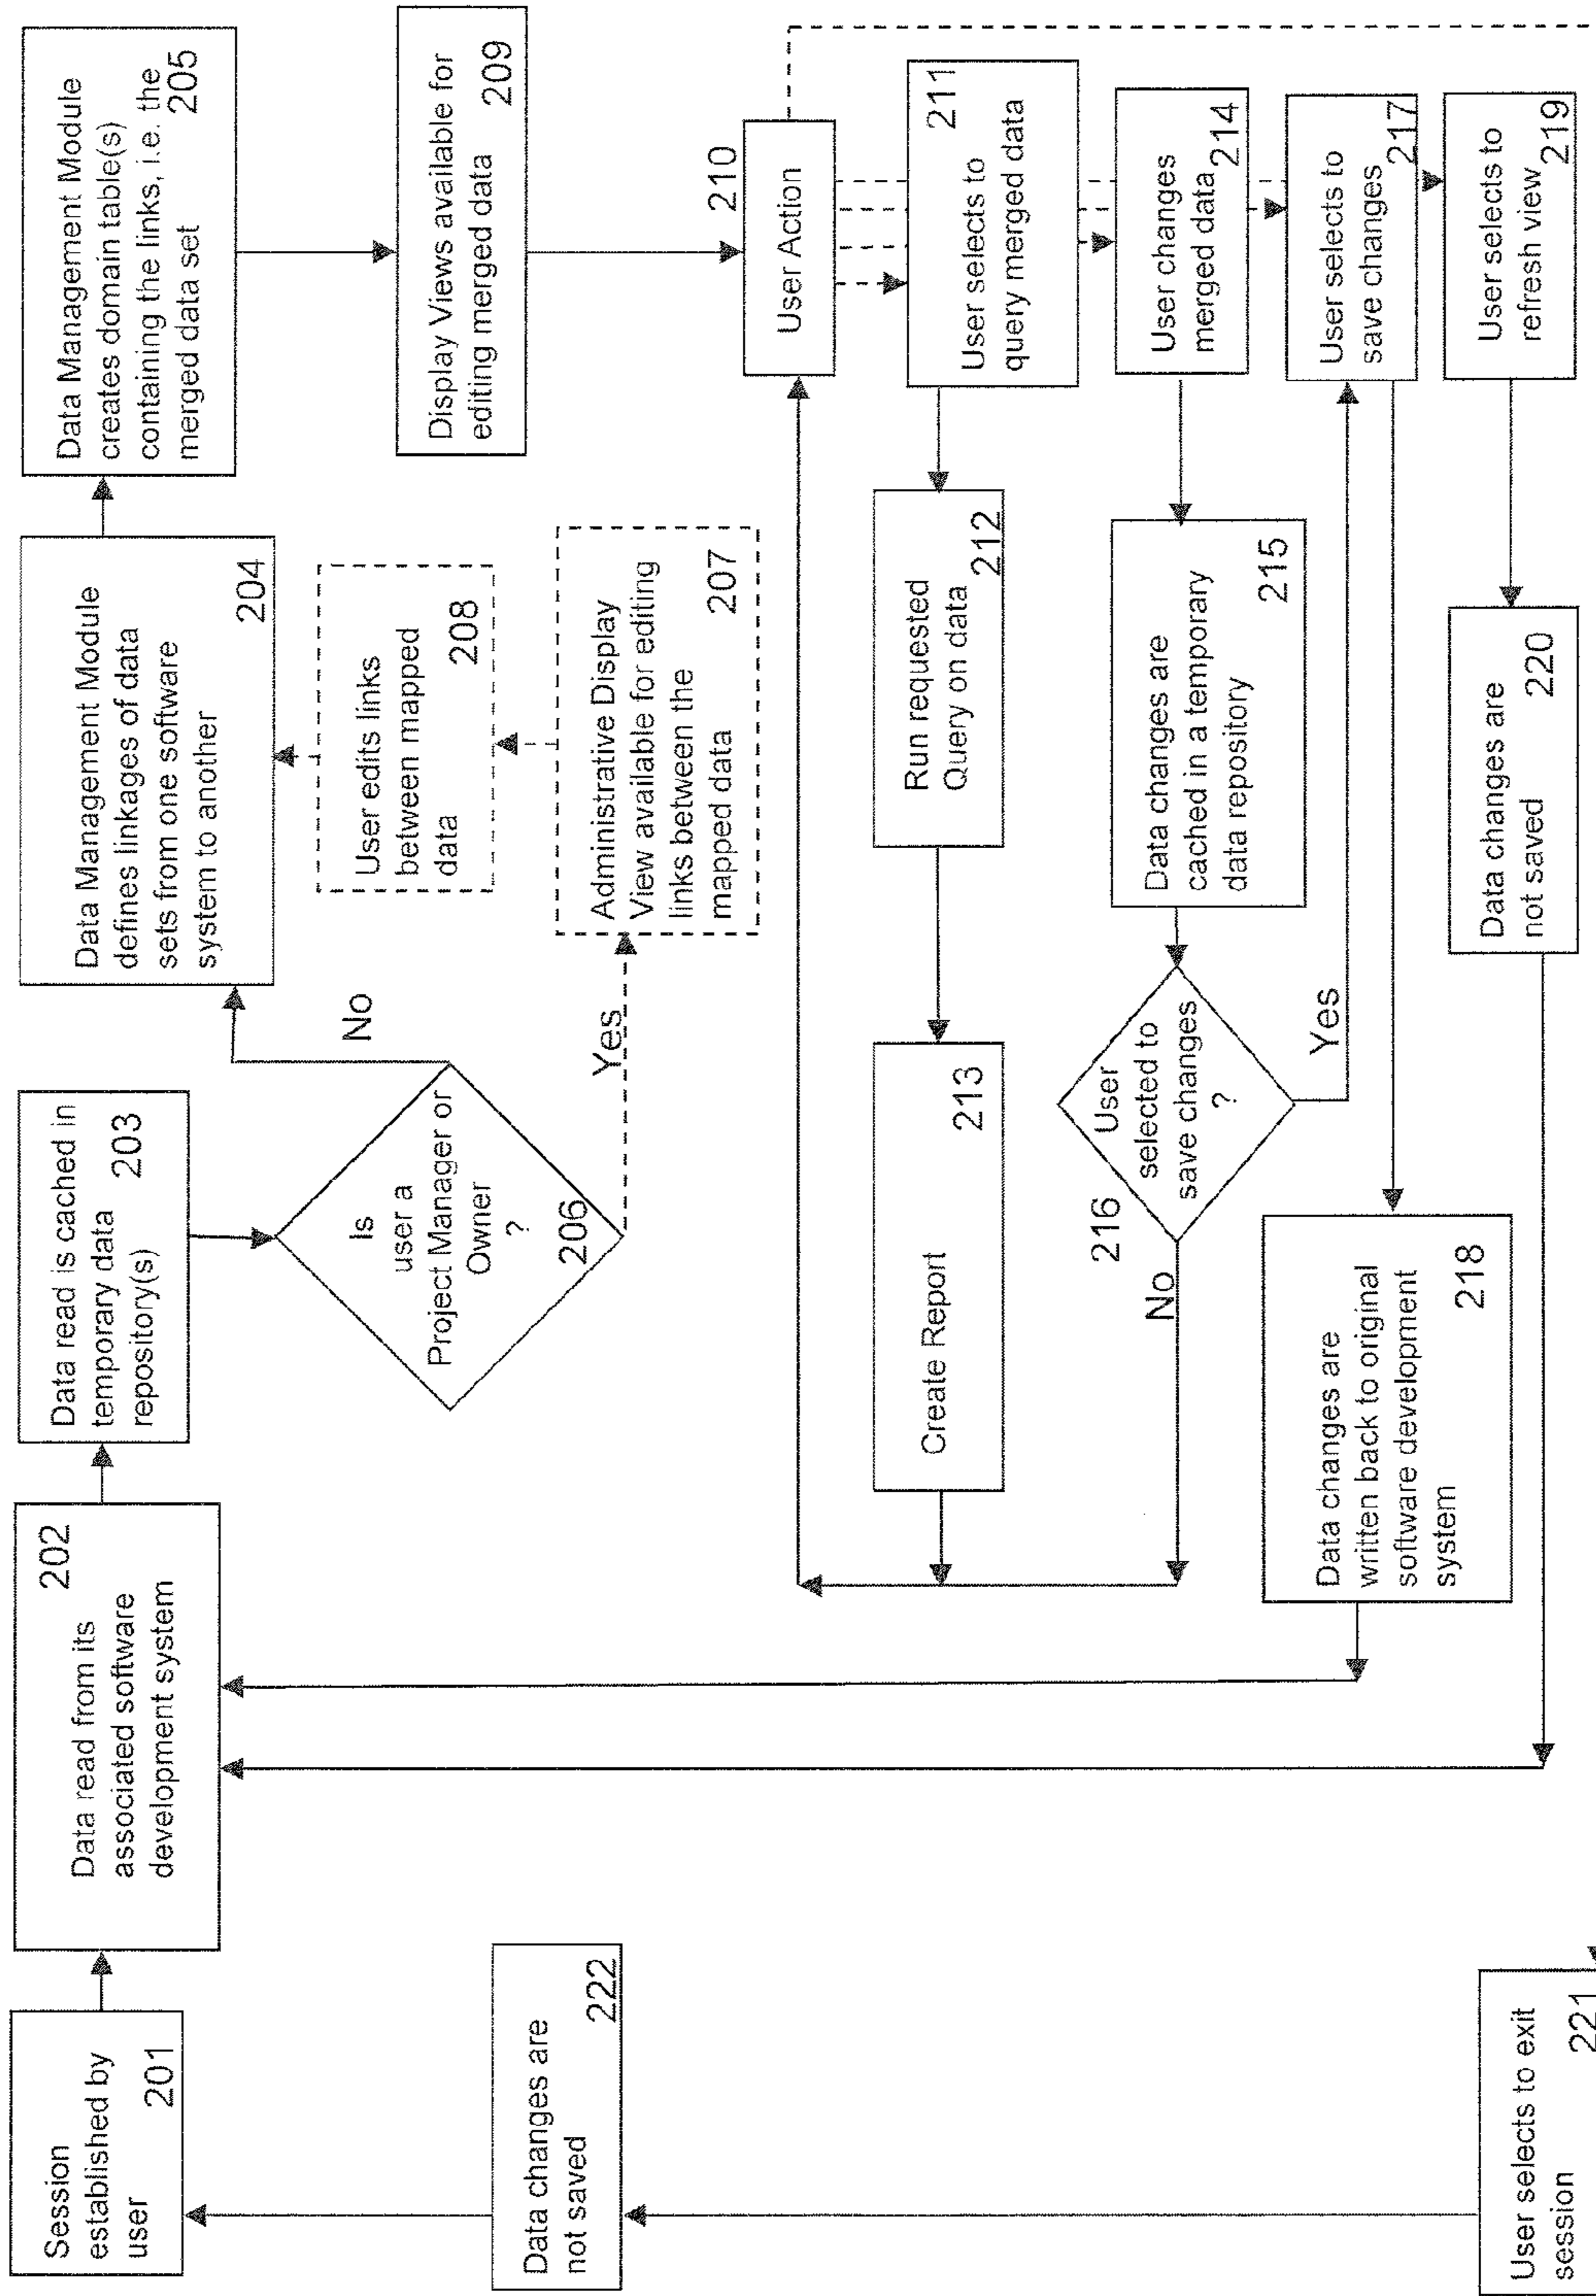 Session
established by
user
201
202
Data read from its
associated software
development system
Data read is cached in
temporary data
repository(s)
203
Is
user a
Project Manager or
Owner
?
206
No
Yes
Data Management Module
defines linkages of data
sets from one software
system to another
204
User edits links
between mapped
data
208
Administrative Display
View available for editing
links between the
mapped data
207
Data Management Module
creates domain table(s)
containing the links, i.e. the
merged data set
205
Display Views available for
editing merged data
209
210
User Action
211
User selects to
query merged data
Run requested
Query on data
212
Create Report
213
User changes
merged data
214
Data changes are
cached in a temporary
data repository
215
User
selected to
save changes
?
216
No
Yes
User selects to
save changes
217
Data changes are
written back to original
software development
system
218
User selects to
refresh view
219
Data changes are
not saved
220
User selects to exit
session
221
Data changes are
not saved
222